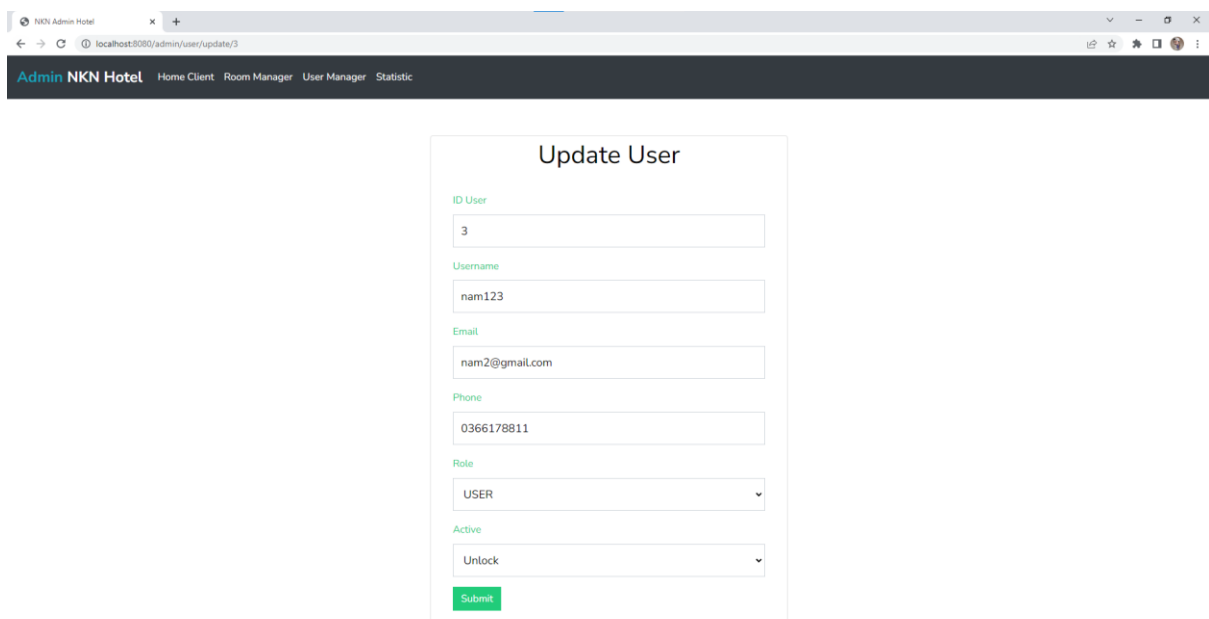 NKN Admin Hotel
localhost:8080/admin/user/update/3
Admin NKN Hotel Home Client Room Manager User Manager Statistic
Update User
ID User
3
Username
nam123
Email
nam2@gmail.com
Phone
0366178811
Role
USER
Active
Unlock
Submit